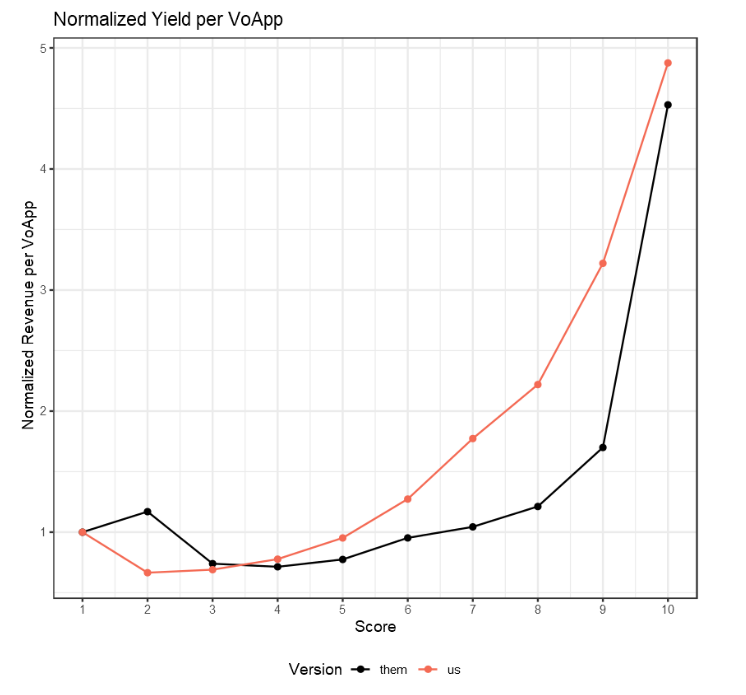 Normalized Yield per VoApp
5
4
3
2
1
Normalized Revenue per VoApp
1 2 3 4 5 6 7 8 9 10
Score
Version them us